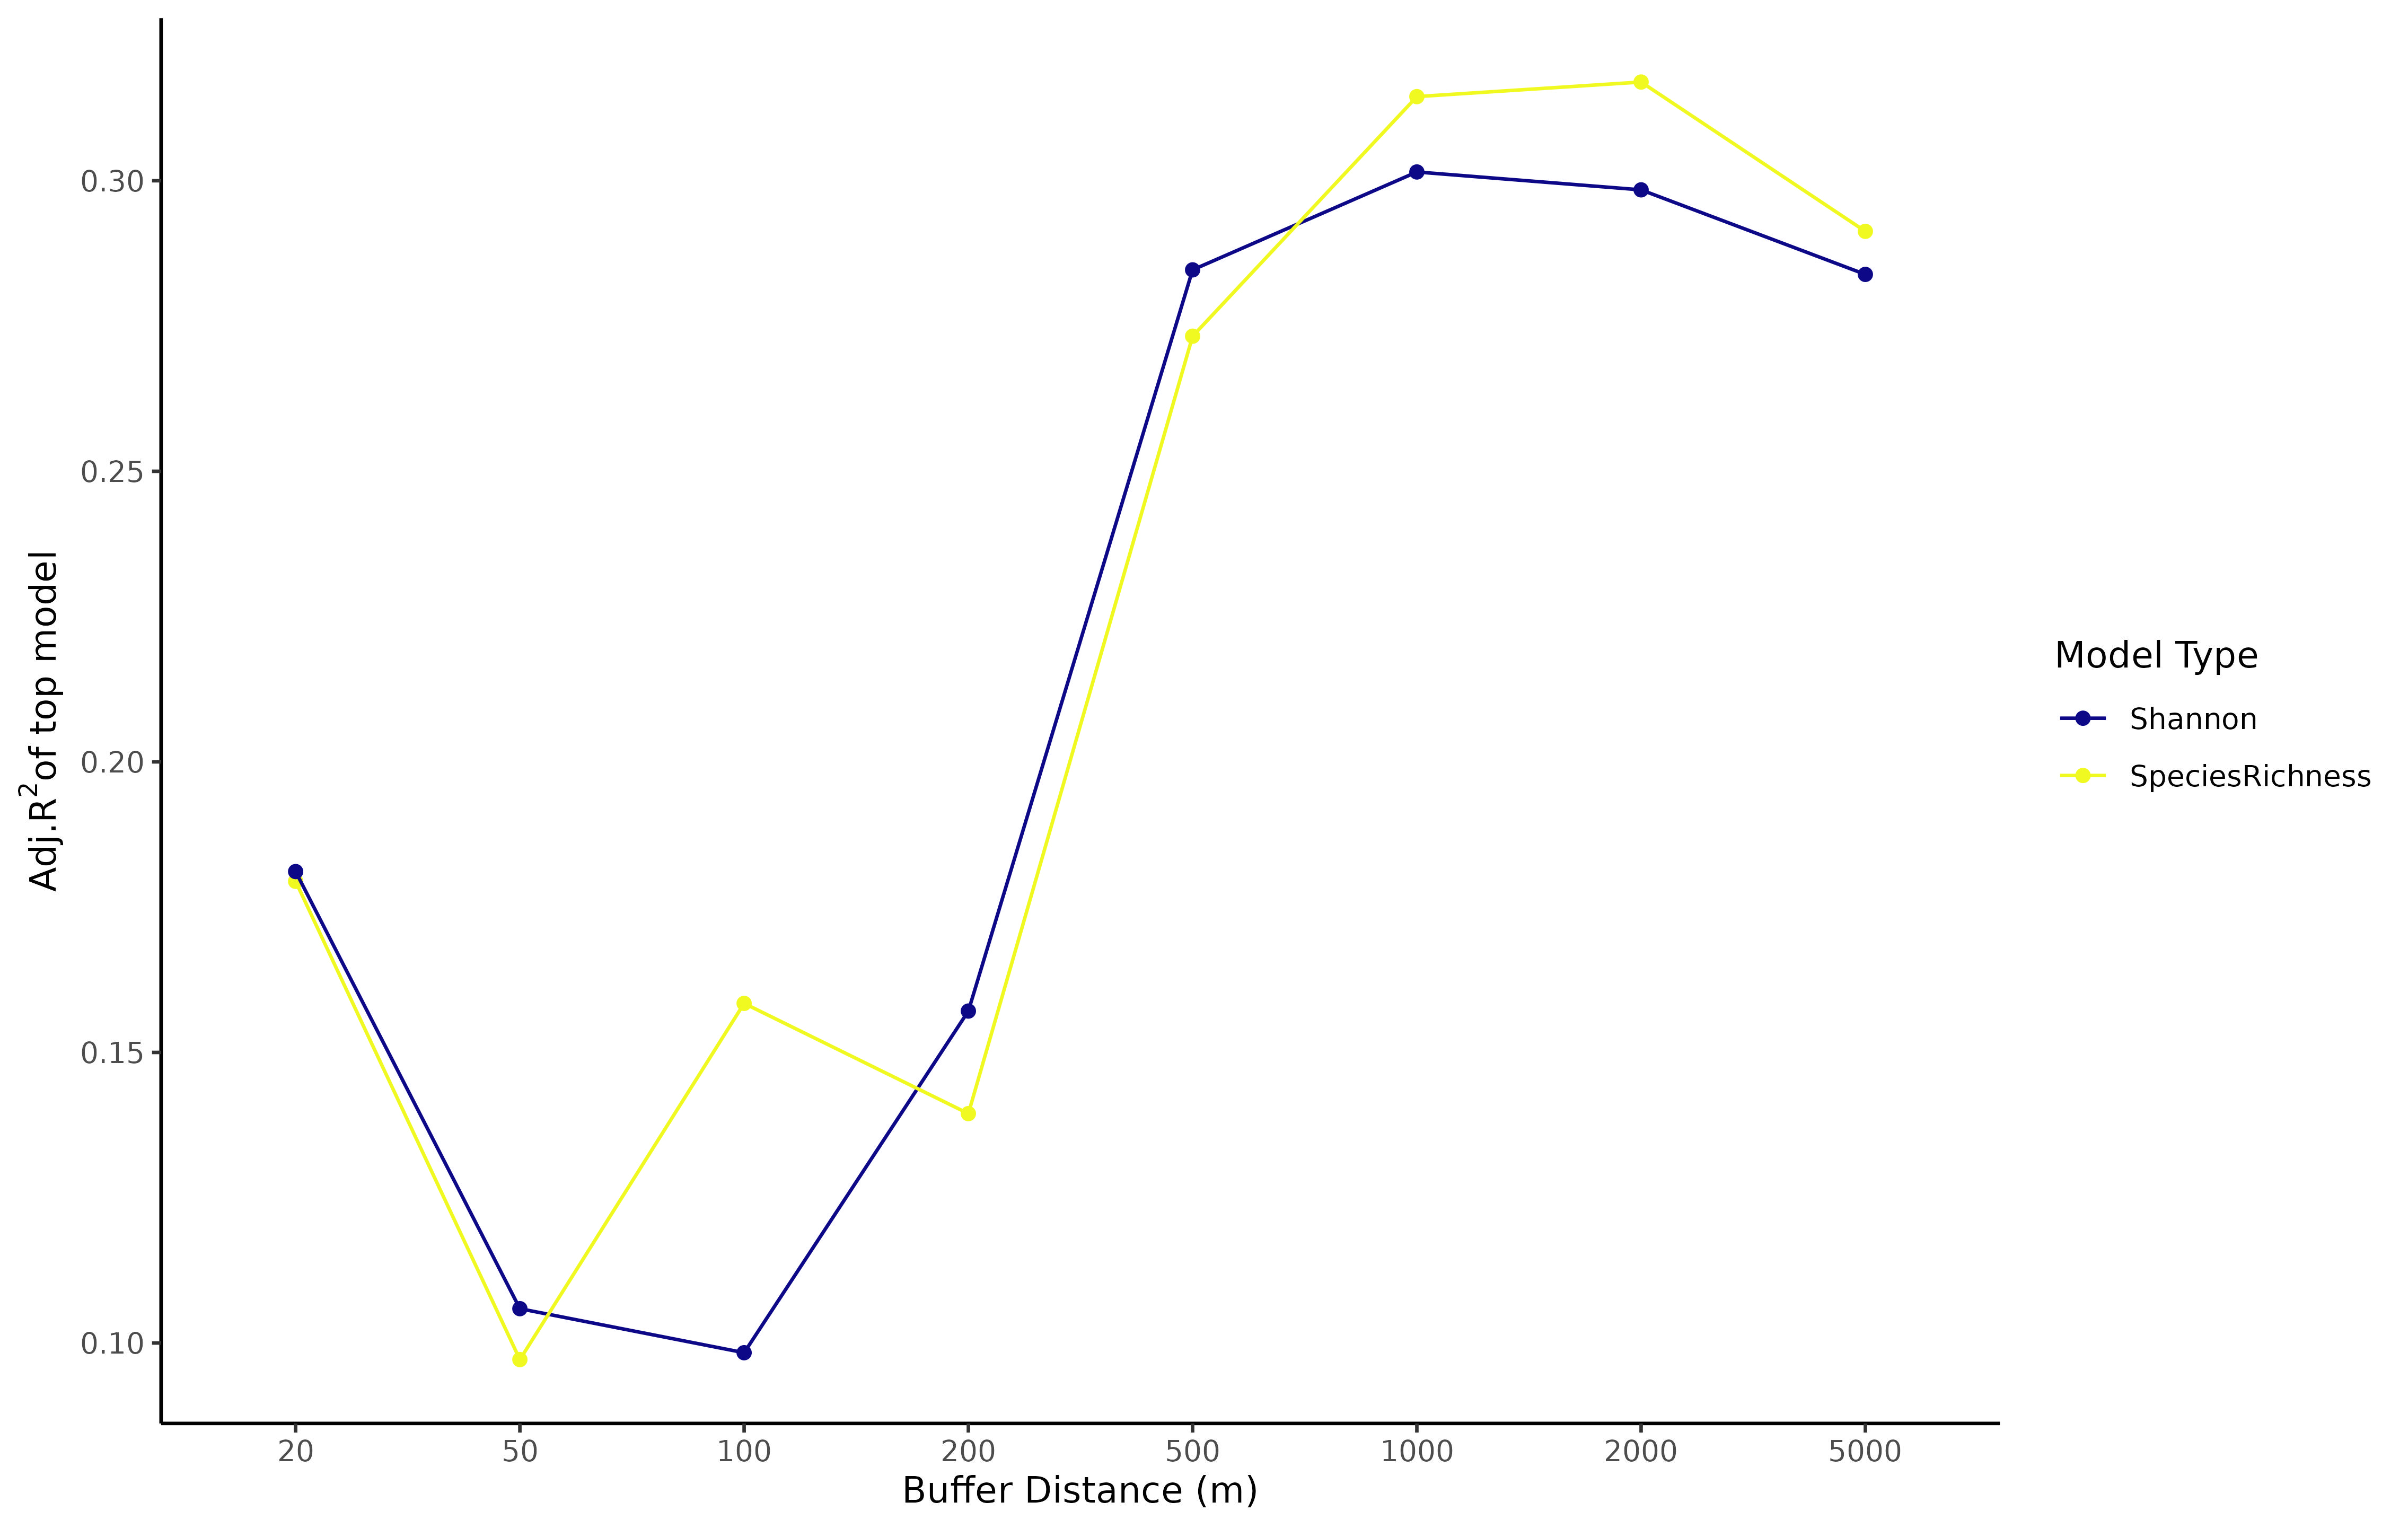 0.30
0.25
0.20
0.15
0.10
Adj.R2of top model
20 50 100 200 500 1000 2000 5000
Buffer Distance (m)
Model Type
Shannon
SpeciesRichness